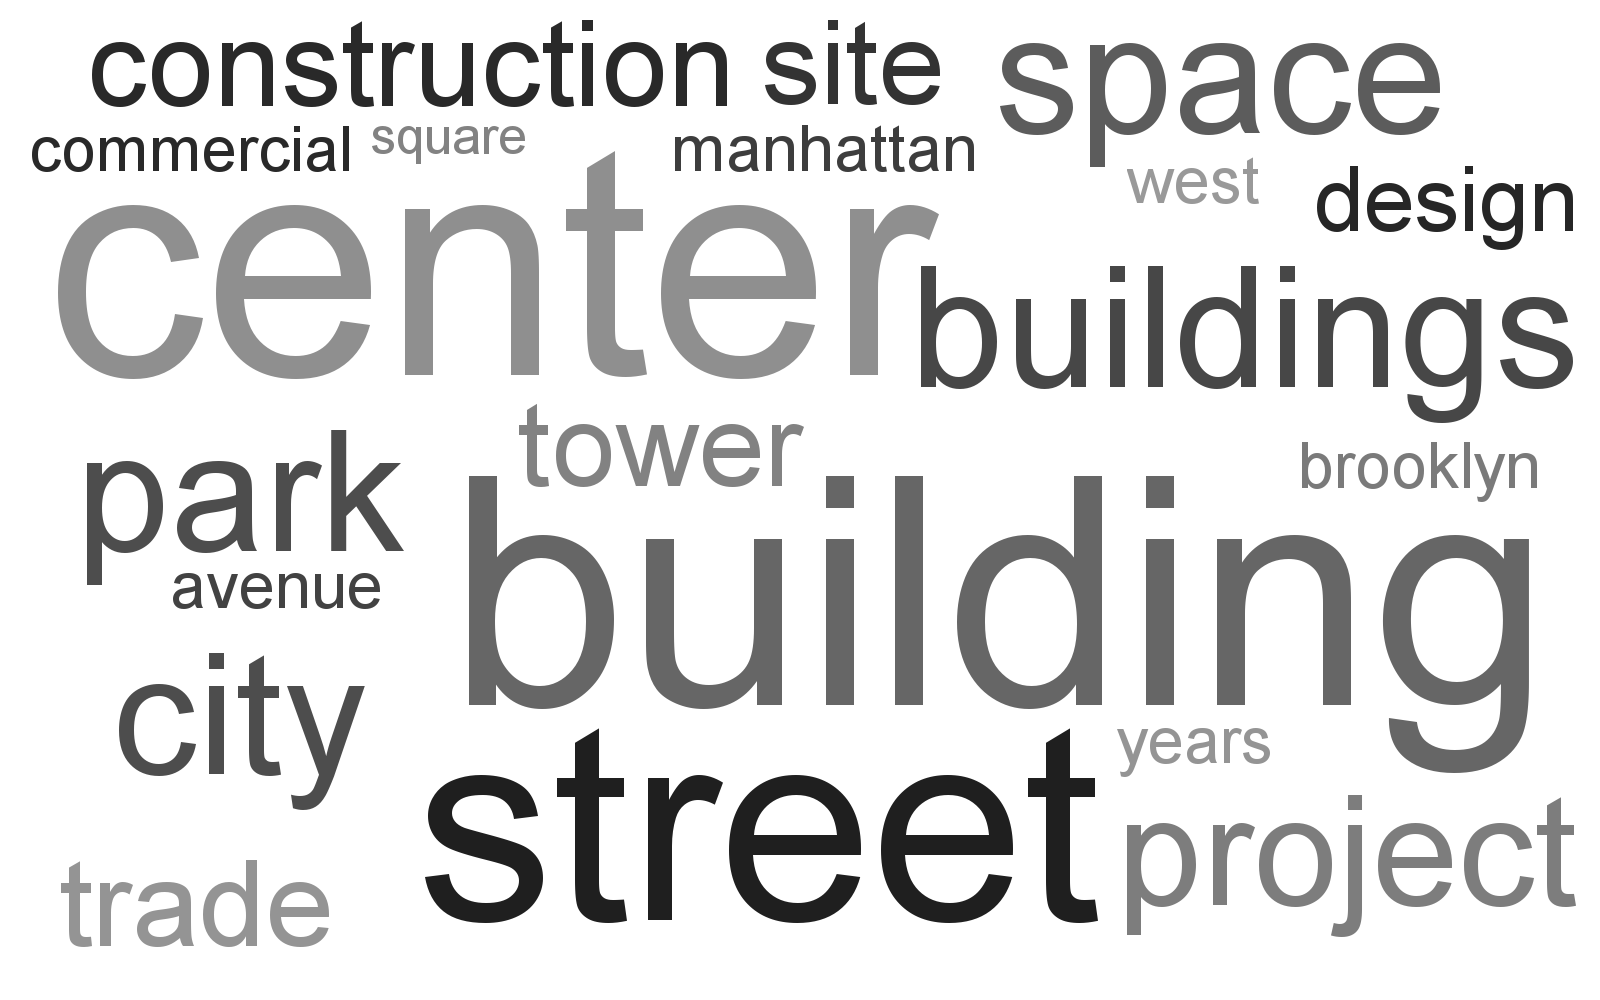 construction site space
commercial square manhattan
west design
center
buildings
tower
park
brooklyn
building
avenue
city
years
street
project
trade